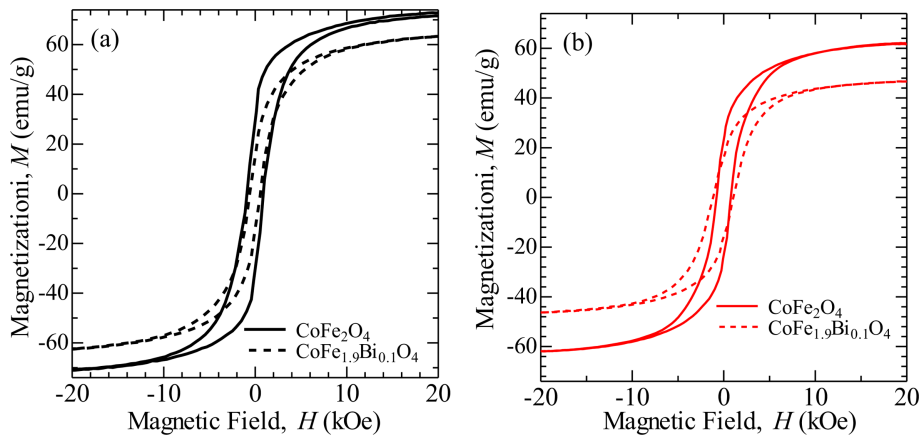 (a)
Magnetizationi, M (emu/g)
60
40
20
0
-20
-40
-60
CoFe₂O₄
CoFe₁.₉Bi₀.₁O₄
-20 -10 0 10 20
Magnetic Field, H (kOe)
(b)
Magnetizationi, M (emu/g)
60
40
20
0
-20
-40
-60
CoFe₂O₄
CoFe₁.₉Bi₀.₁O₄
-20 -10 0 10 20
Magnetic Field, H (kOe)